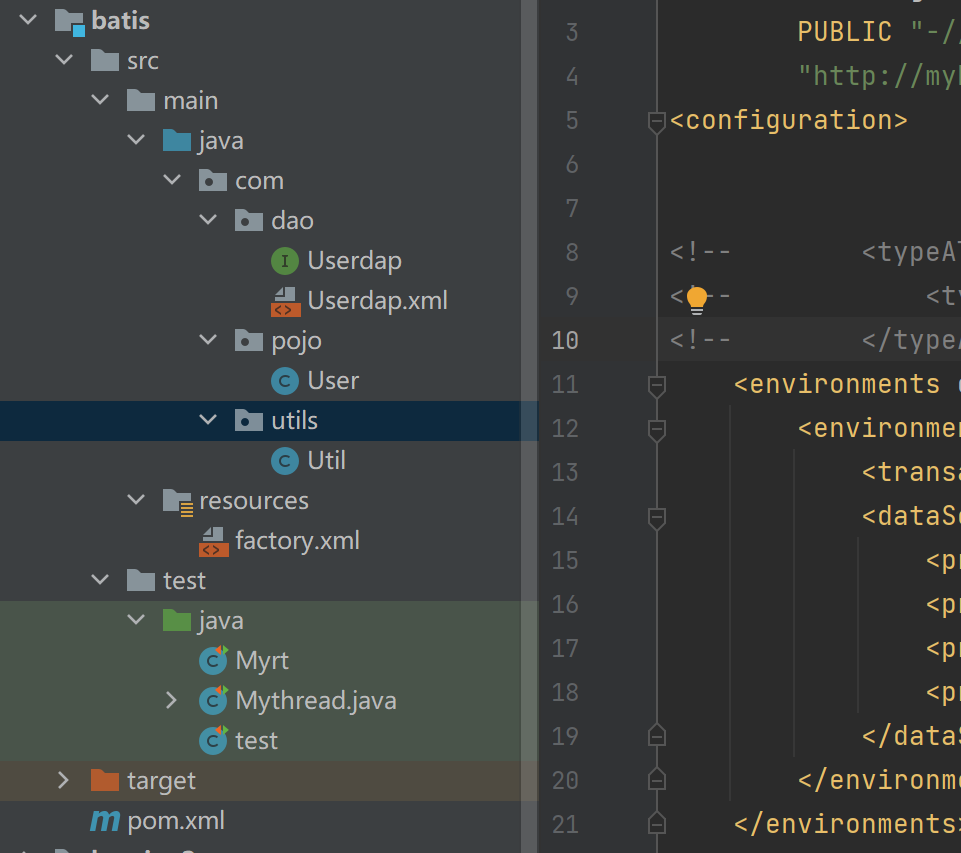 batis
src
main
java
com
dao
Userdap
Userdap.xml
pojo
User
utils
Util
resources
factory.xml
test
java
Myrt
Mythread.java
test
target
pom.xml
3 PUBLIC "-//
4 "http://my
5 <configuration>
6
7
8 <!-- <typeAl
9 <!-- <ty
10 <!-- </typeA
11 <environments
12 <environmen
13 <transa
14 <dataSo
15 <pr
16 <pr
17 <pr
18 <pr
19 </dataS
20 </environme
21 </environments>